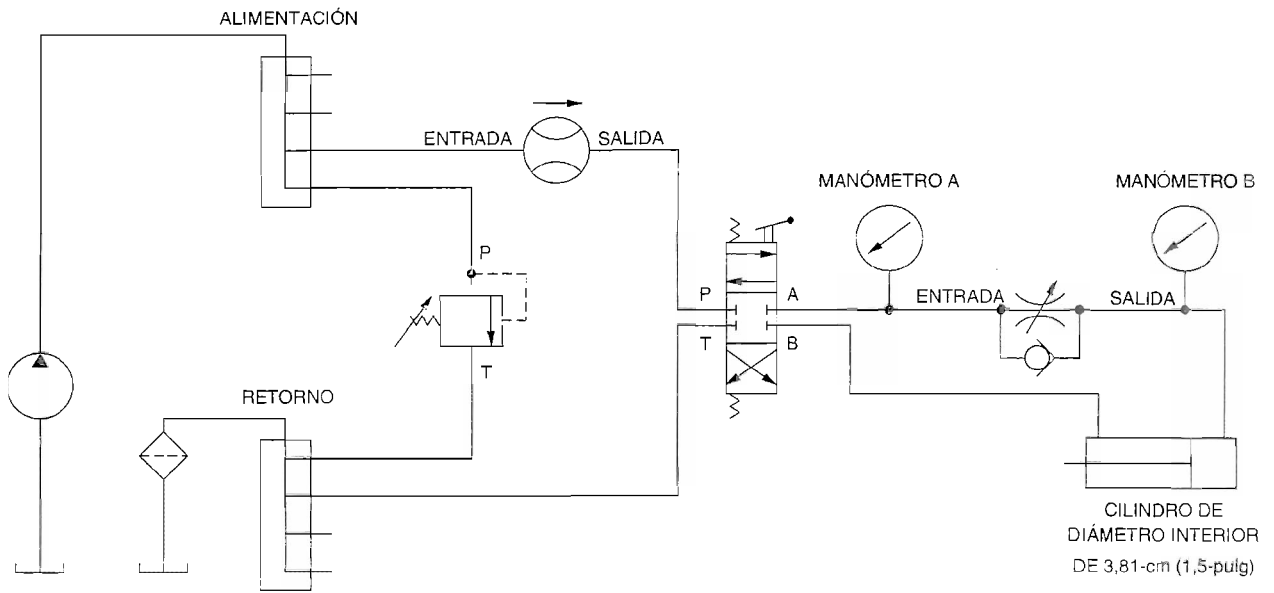 ALIMENTACIÓN
ENTRADA
SALIDA
MANÓMETRO A
MANÓMETRO B
P
P
A
ENTRADA
SALIDA
T
B
T
RETORNO
CILINDRO DE
DIÁMETRO INTERIOR
DE 3,81-cm (1,5-pulg)